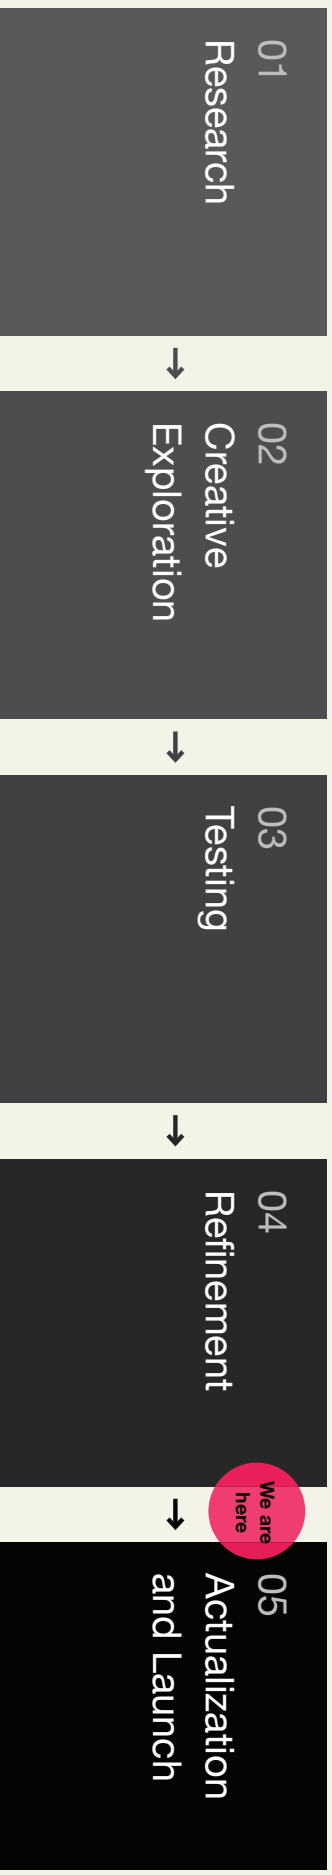 01
Research
02
Creative
Exploration
03
Testing
04
Refinement
We are
here
05
Actualization
and Launch